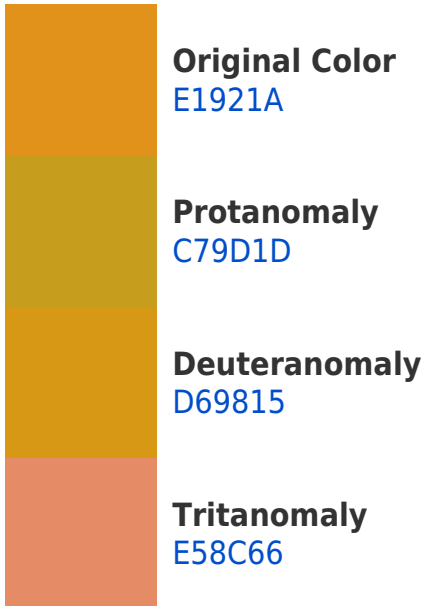 Original Color
E1921A
Protanomaly
C79D1D
Deuteranomaly
D69815
Tritanomaly
E58C66